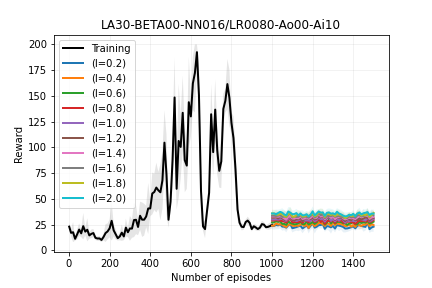 LA30-BETA00-NN016/LR0080-Ao00-Ai10
Reward
200
175
150
125
100
75
50
25
0
Training
(l=0.2)
(l=0.4)
(l=0.6)
(l=0.8)
(l=1.0)
(l=1.2)
(l=1.4)
(l=1.6)
(l=1.8)
(l=2.0)
0 200 400 600 800 1000 1200 1400
Number of episodes